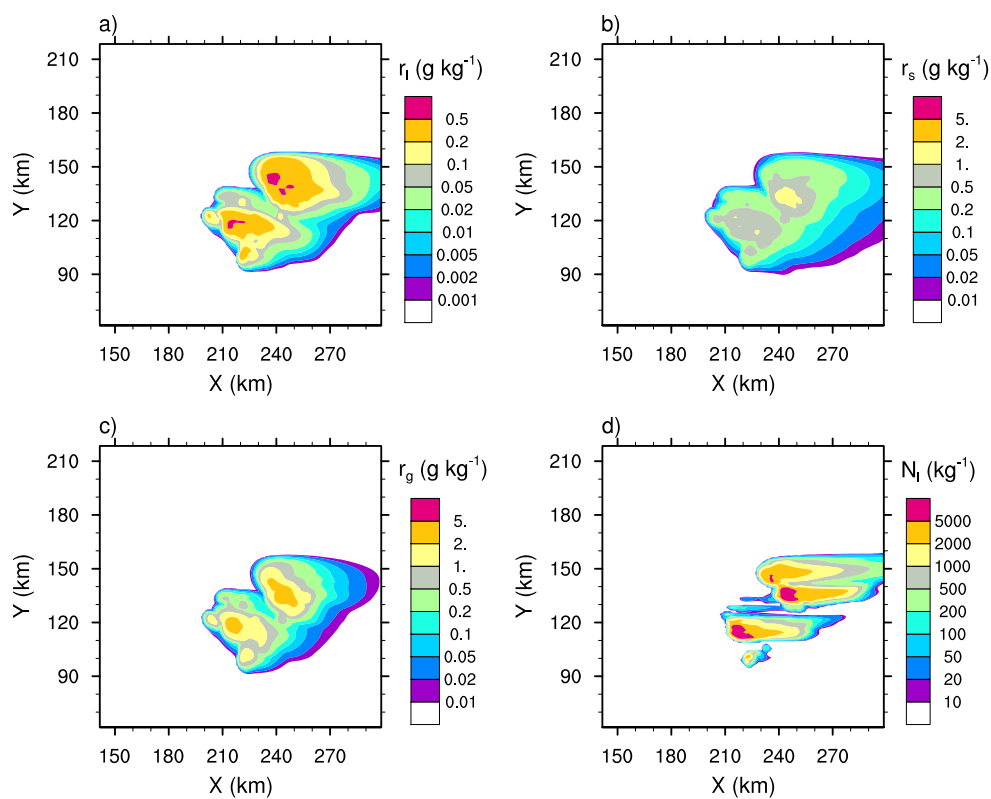 a)
r_I (g kg⁻¹)
210
180
150
120
90
150 180 210 240 270
X (km)
Y (km)
0.5
0.2
0.1
0.05
0.02
0.01
0.005
0.002
0.001
b)
r_s (g kg⁻¹)
210
180
150
120
90
150 180 210 240 270
X (km)
Y (km)
5.
2.
1.
0.5
0.2
0.1
0.05
0.02
0.01
c)
r_g (g kg⁻¹)
210
180
150
120
90
150 180 210 240 270
X (km)
Y (km)
5.
2.
1.
0.5
0.2
0.1
0.05
0.02
0.01
d)
N_I (kg⁻¹)
210
180
150
120
90
150 180 210 240 270
X (km)
Y (km)
5000
2000
1000
500
200
100
50
20
10